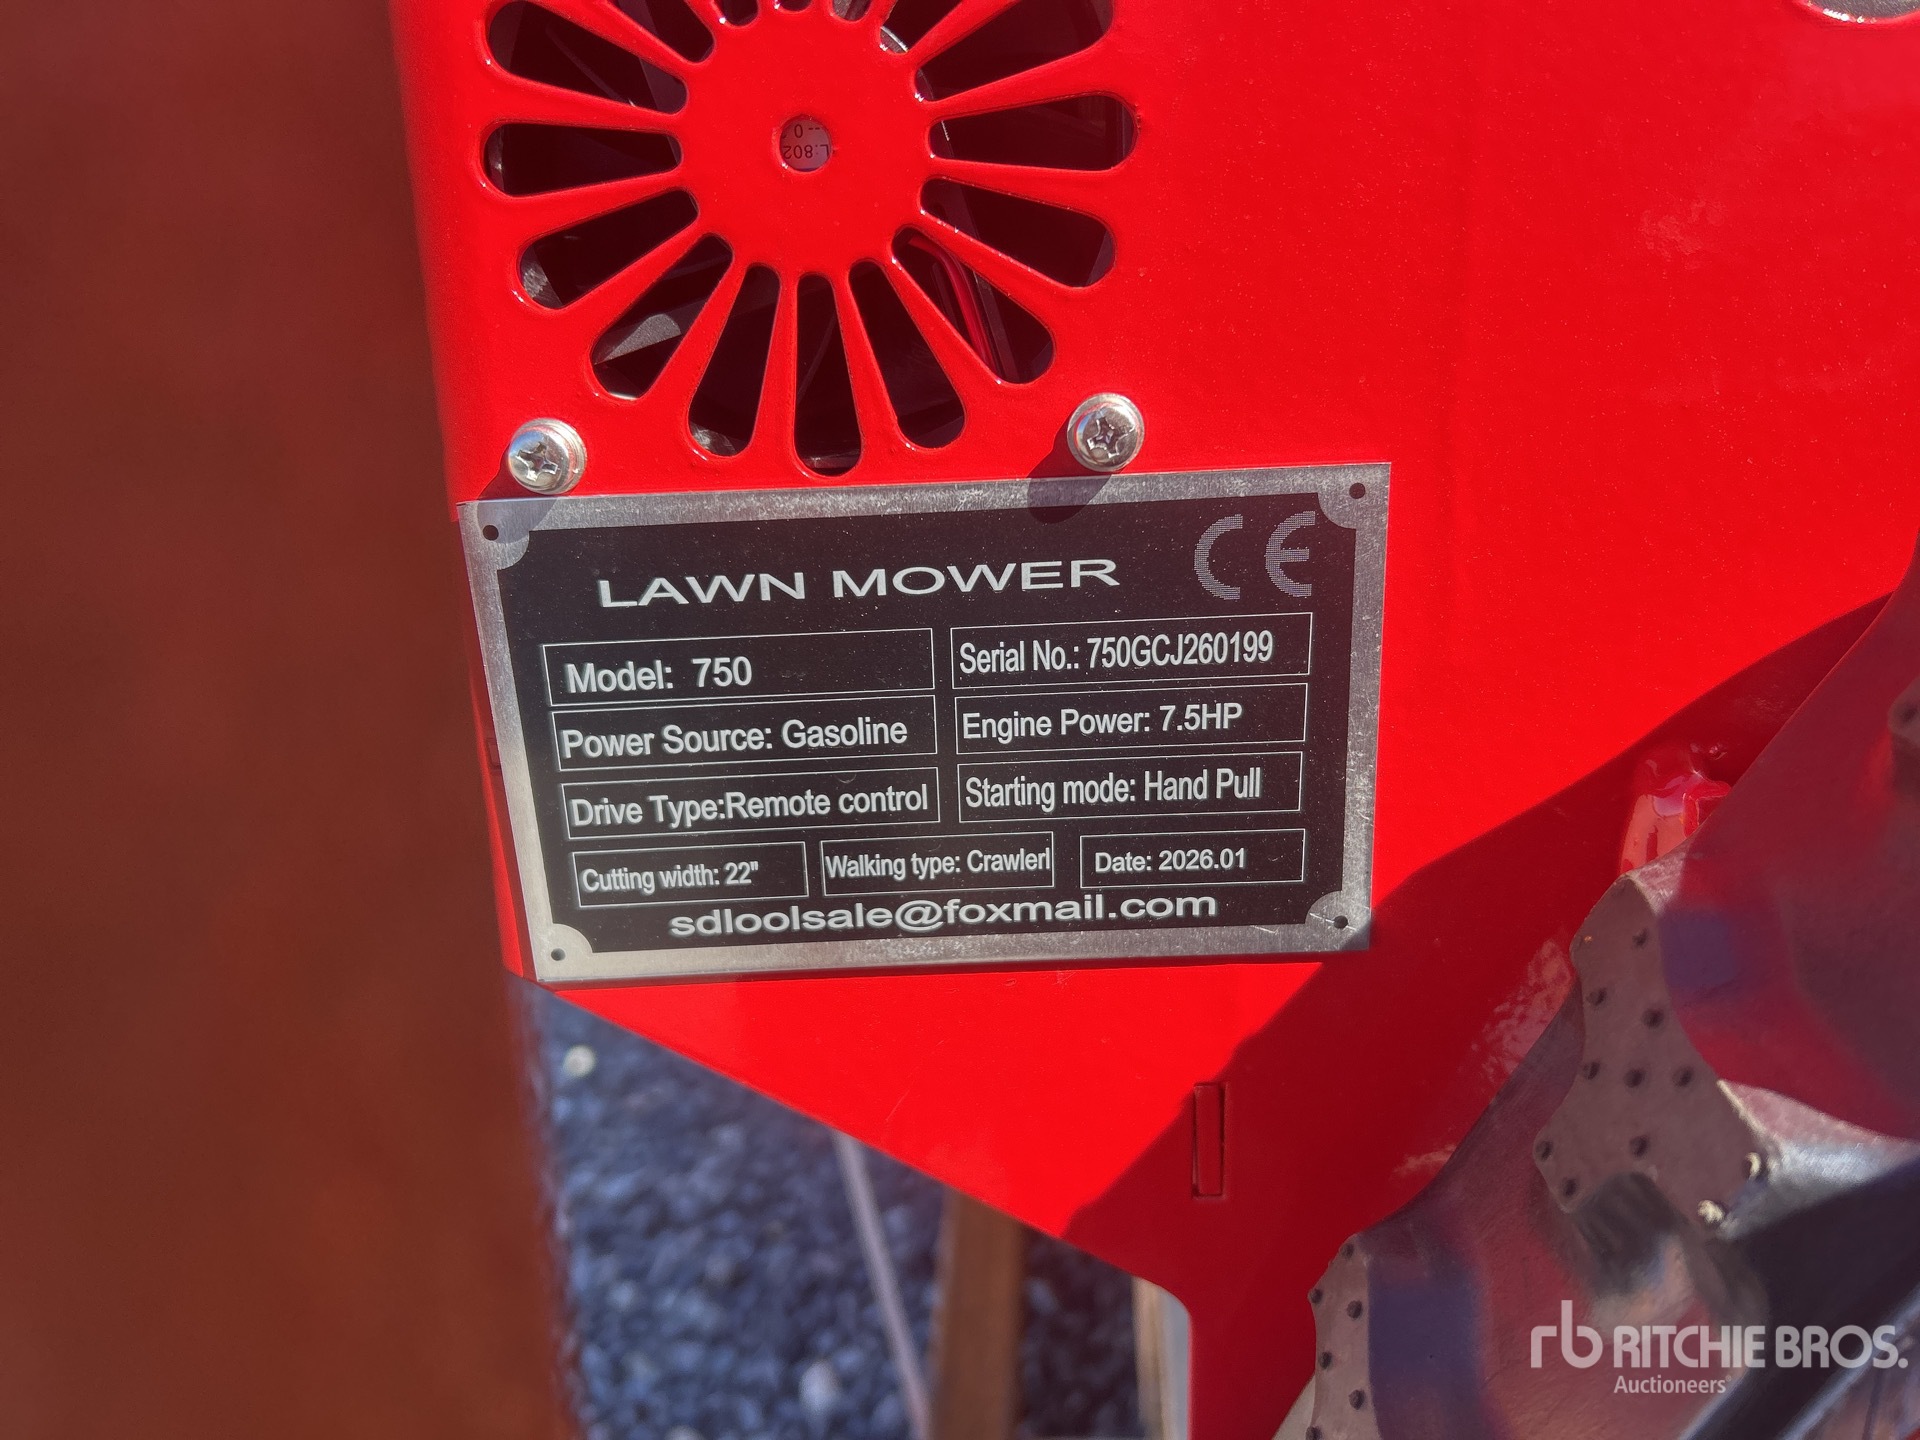 L:802
LAWN MOWER CE
Model: 750
Serial No.: 750GCJ260199
Power Source: Gasoline
Engine Power: 7.5HP
Drive Type:Remote control
Starting mode: Hand Pull
Cutting width: 22"
Walking type: Crawlerl
Date: 2026.01
sdloolsale@foxmail.com
rb RITCHIE BROS.
Auctioneers